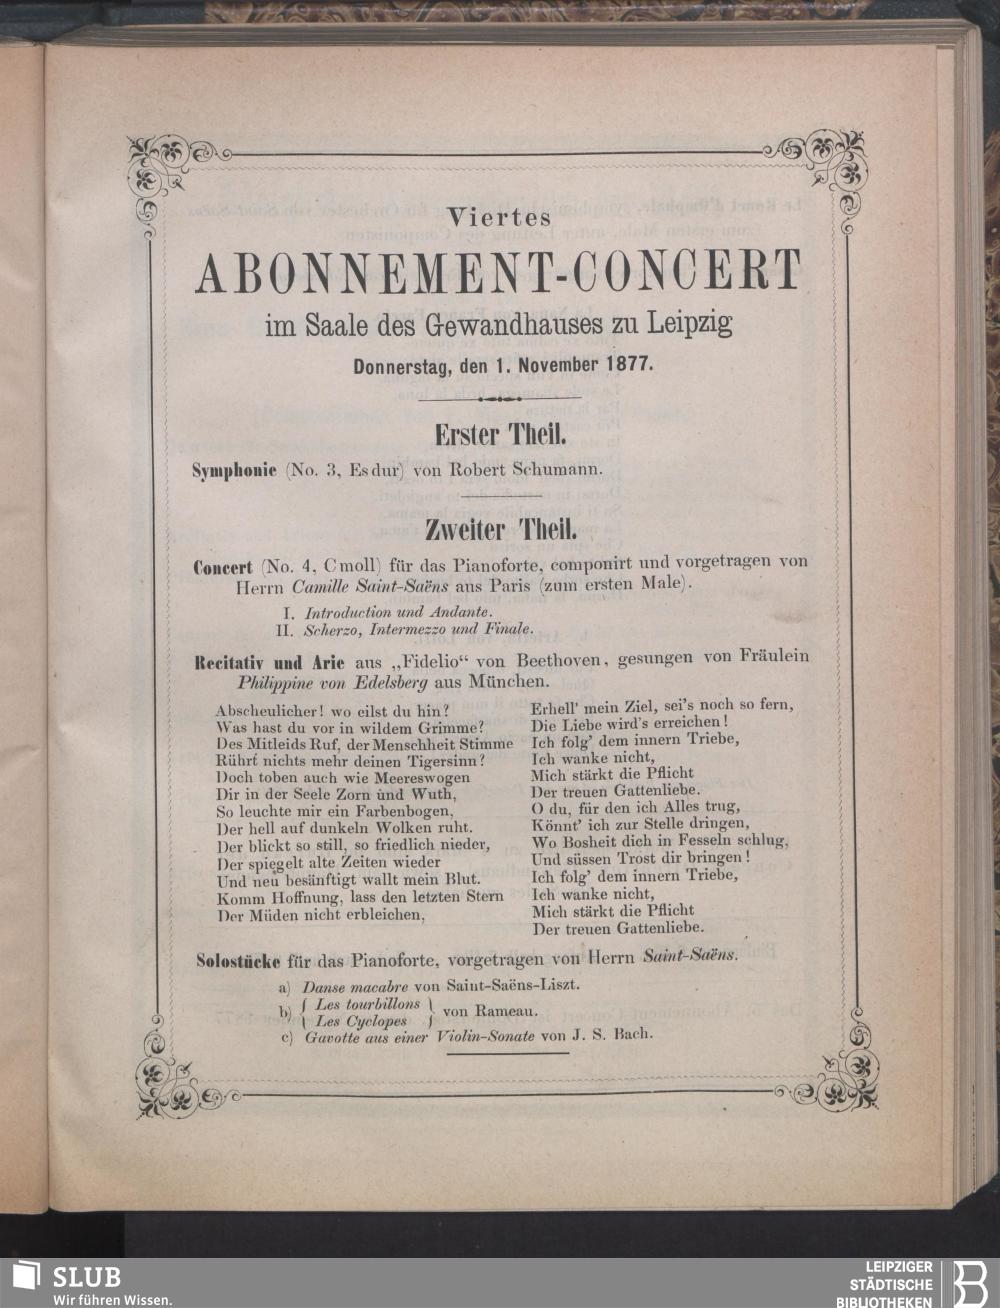 Viertes
ABONNEMENT-CONCERT
im Saale des Gewandhauses zu Leipzig
Donnerstag, den 1. November 1877.
Erster Theil.
Symphonie (No. 3, Es dur) von Robert Schumann.
Zweiter Theil.
Concert (No. 4, C moll) für das Pianoforte, componirt und vorgetragen von
Herrn Camille Saint-Saëns aus Paris (zum ersten Male).
I. Introduction und Andante.
II. Scherzo, Intermezzo und Finale.
Recitativ und Arie aus „Fidelio“ von Beethoven, gesungen von Fräulein
Philippine von Edelsberg aus München.
Abscheulicher! wo eilst du hin?
Was hast du vor in wildem Grimme?
Des Mitleids Ruf, der Menschheit Stimme
Rührt nichts mehr deinen Tigersinn?
Doch toben auch wie Meereswogen
Dir in der Seele Zorn und Wuth,
So leuchte mir ein Farbenbogen,
Der hell auf dunkeln Wolken ruht.
Der blickt so still, so friedlich nieder,
Der spiegelt alte Zeiten wieder
Und neu besänftigt wallt mein Blut.
Komm Hoffnung, lass den letzten Stern
Der Müden nicht erbleichen,
Erhell' mein Ziel, sei's noch so fern,
Die Liebe wird's erreichen!
Ich folg' dem innern Triebe,
Ich wanke nicht,
Mich stärkt die Pflicht
Der treuen Gattenliebe.
O du, für den ich Alles trug,
Könnt' ich zur Stelle dringen,
Wo Bosheit dich in Fesseln schlug,
Und süssen Trost dir bringen!
Ich folg' dem innern Triebe,
Ich wanke nicht,
Mich stärkt die Pflicht
Der treuen Gattenliebe.
Solostücke für das Pianoforte, vorgetragen von Herrn Saint-Saëns.
a) Danse macabre von Saint-Saëns-Liszt.
b) { Les tourbillons } von Rameau.
{ Les Cyclopes }
c) Gavotte aus einer Violin-Sonate von J. S. Bach.
SLUB
Wir führen Wissen.
LEIPZIGER
STÄDTISCHE
BIBLIOTHEKEN